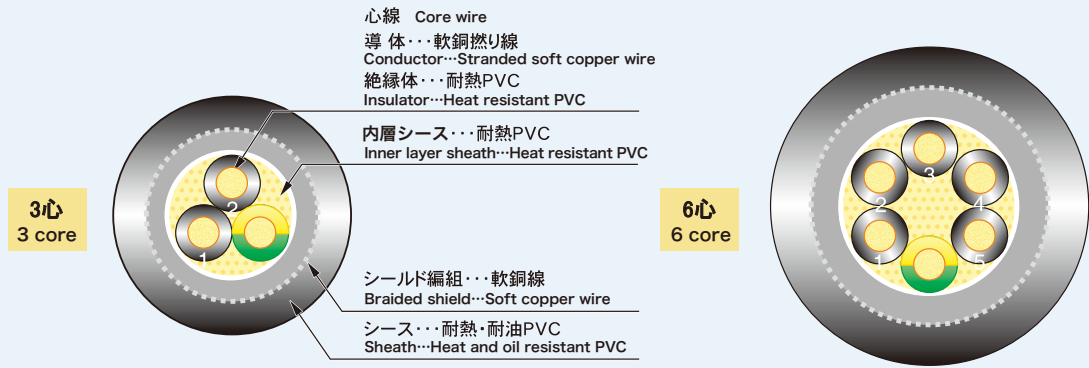 心線 Core wire
導 体・・・軟銅撚り線
Conductor…Stranded soft copper wire
絶縁体・・・耐熱PVC
Insulator…Heat resistant PVC
内層シース・・・耐熱PVC
Inner layer sheath…Heat resistant PVC
シールド編組・・・軟銅線
Braided shield…Soft copper wire
シース・・・耐熱・耐油PVC
Sheath…Heat and oil resistant PVC
3心
3 core
2
1
6心
6 core
3
2
4
1
5